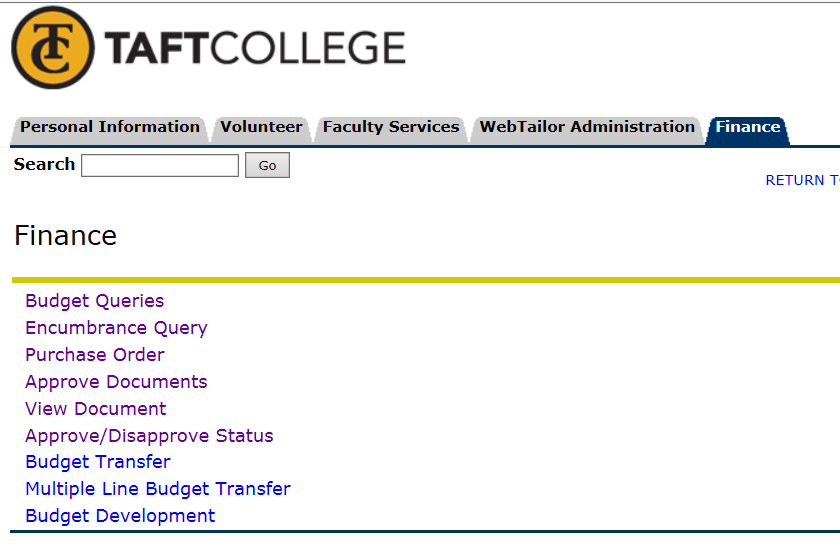 TC TAFTCOLLEGE
Personal Information Volunteer Faculty Services WebTailor Administration Finance
Search Go
RETURN T
Finance
Budget Queries
Encumbrance Query
Purchase Order
Approve Documents
View Document
Approve/Disapprove Status
Budget Transfer
Multiple Line Budget Transfer
Budget Development